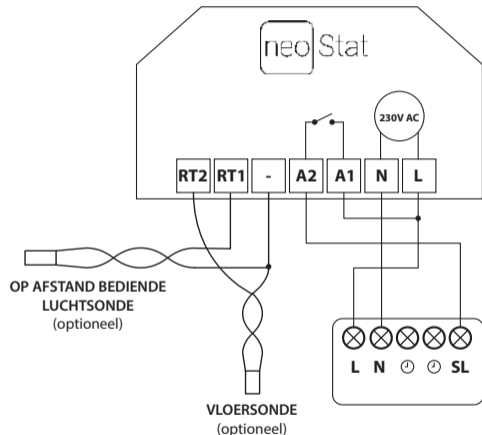 neoStat
230V AC
RT2 RT1 - A2 A1 N L
OP AFSTAND BEDIENDE
LUCHTSONDE
(optioneel)
L N SL
VLOERSONDE
(optioneel)